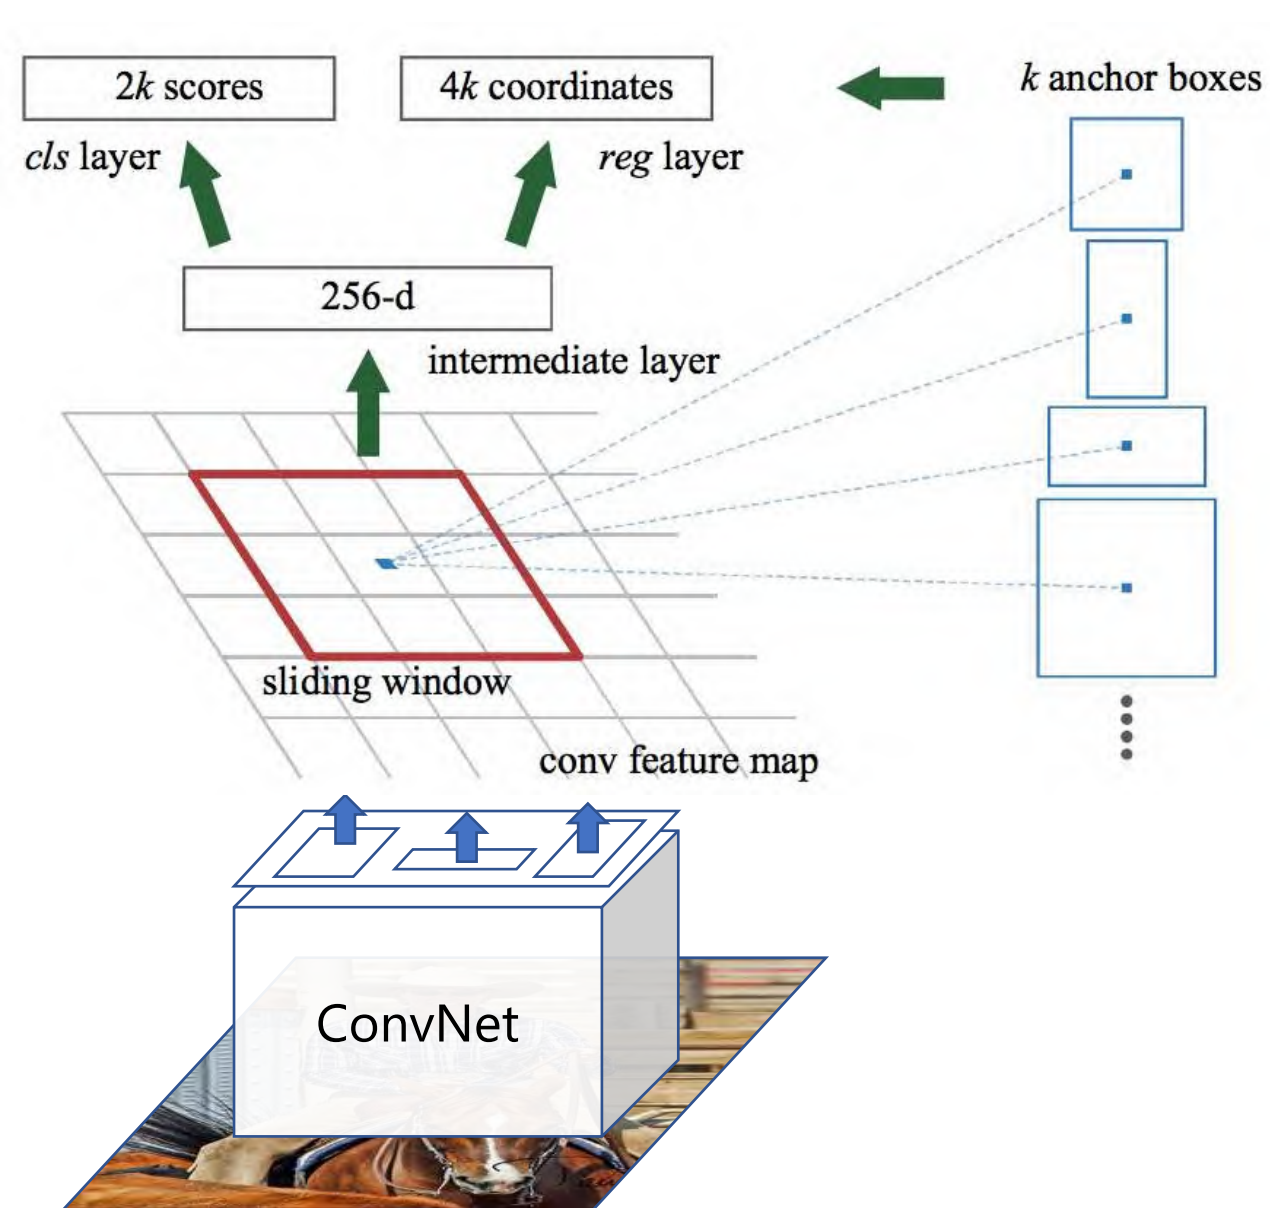 2k scores
4k coordinates
k anchor boxes
cls layer
reg layer
256-d
intermediate layer
sliding window
conv feature map
ConvNet